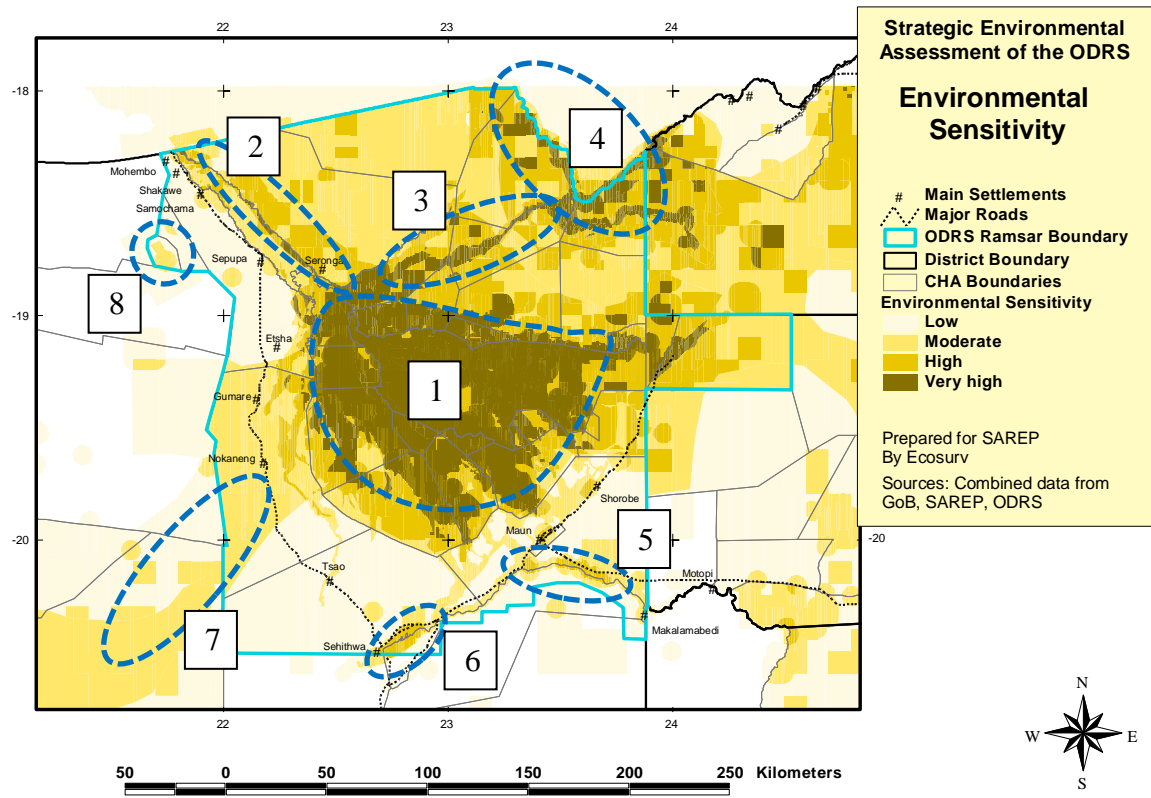 22
23
24
Strategic Environmental
Assessment of the ODRS
Environmental
Sensitivity
-18
2
4
Mohembo
Shakawe
Samochama
3
# Main Settlements
Major Roads
ODRS Ramsar Boundary
District Boundary
CHA Boundaries
Environmental Sensitivity
Low
Moderate
High
Very high
Sepupa
Seronga
8
-19
Etsha
1
Gumare
Prepared for SAREP
By Ecosurv
Sources: Combined data from
GoB, SAREP, ODRS
Nokaneng
Shorobe
Maun
5
-20
-20
Tsao
Motopi
7
Makalamabedi
Sehithwa
6
22
23
24
N
W
E
S
50 0 50 100 150 200 250 Kilometers